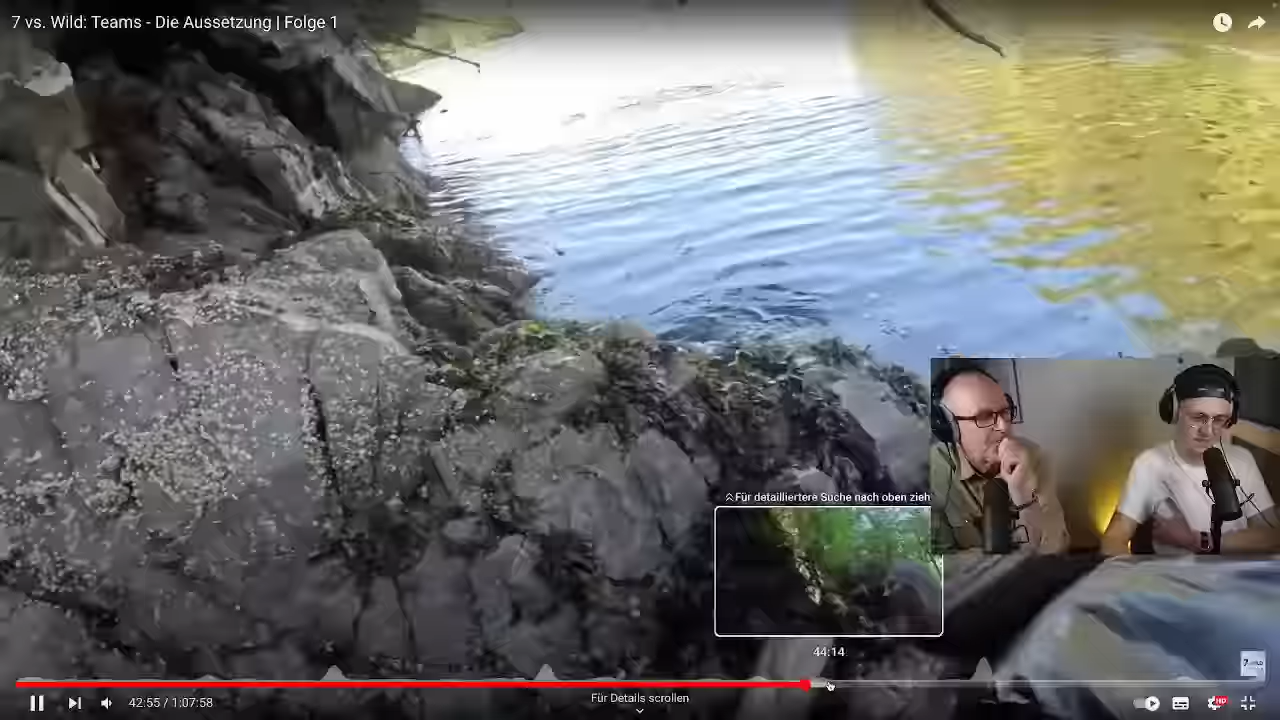 7 vs. Wild: Teams - Die Aussetzung | Folge 1
Für detailliertere Suche nach oben zieh
44:14
42:55 / 1:07:58
Für Details scrollen
HD